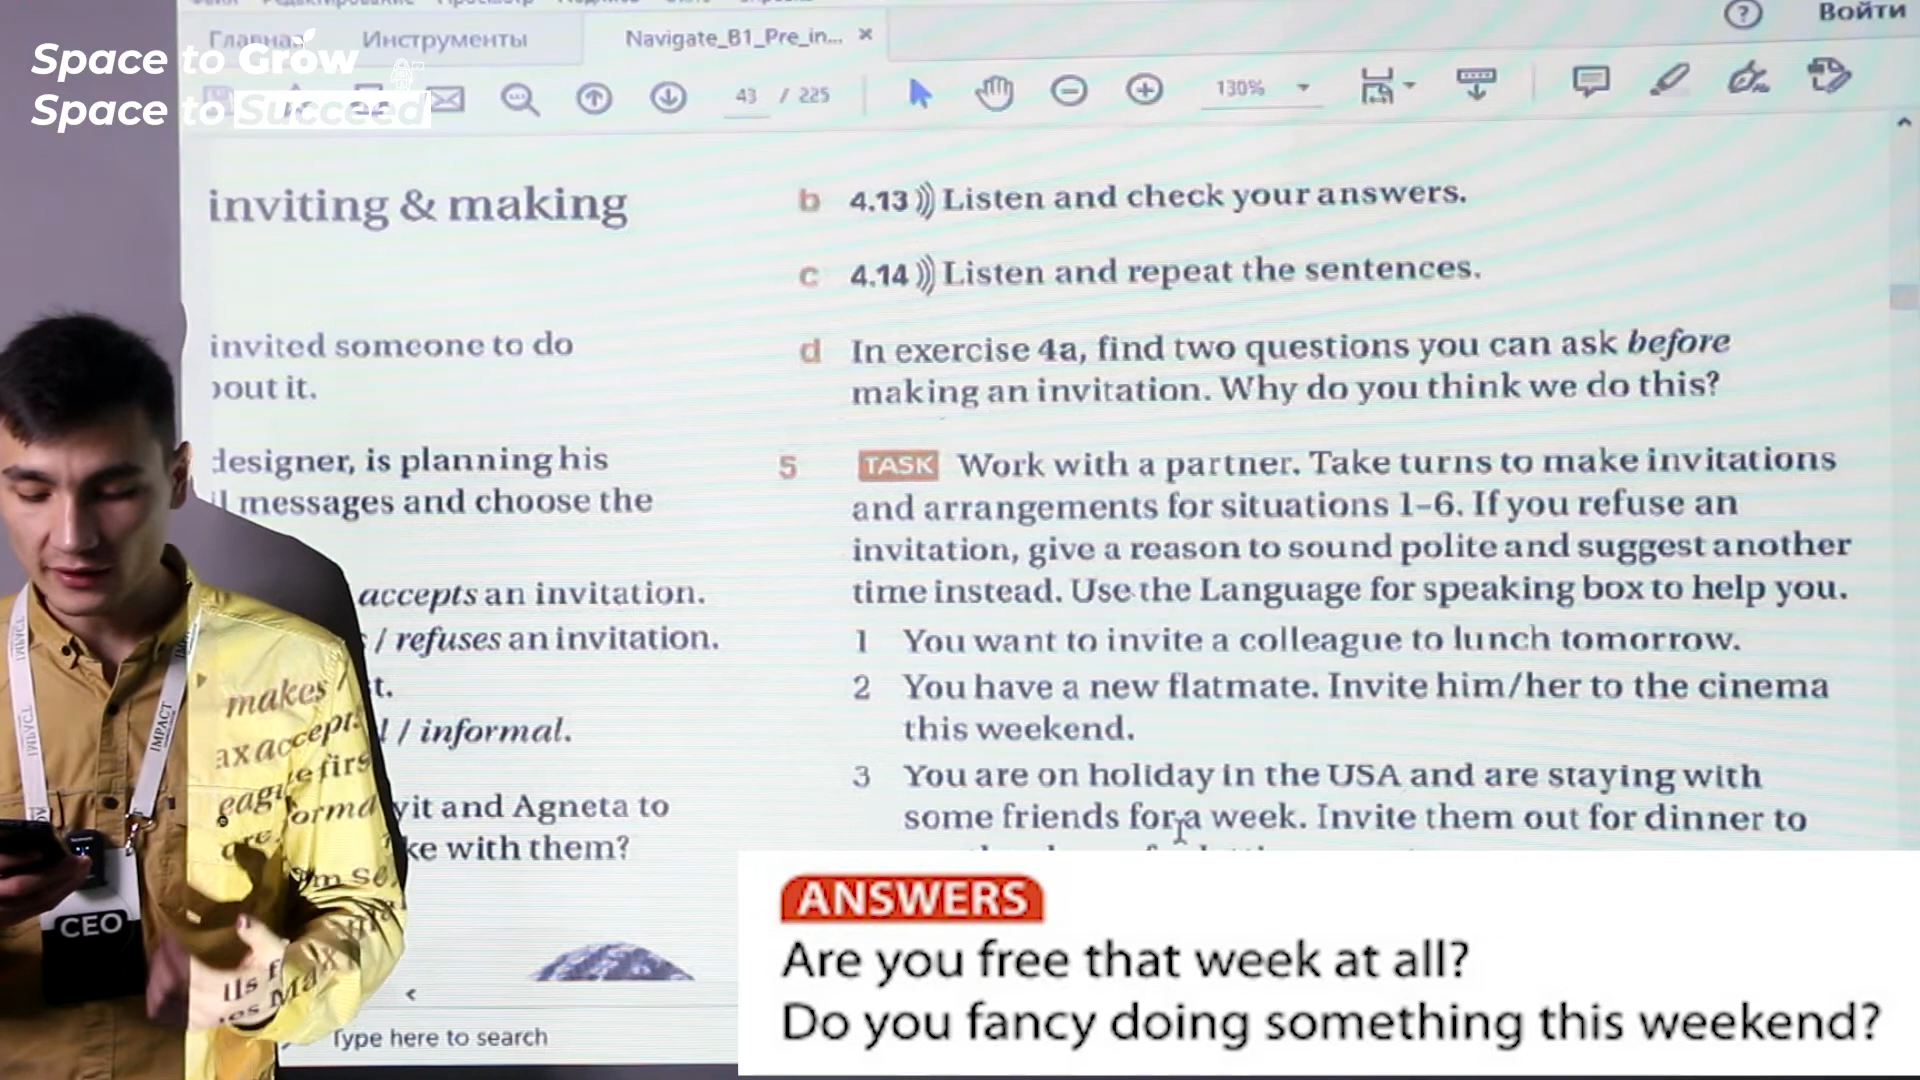 Главная
Инструменты
Navigate_B1_Pre_in...
Войти
Space to Grow
Space to Succeed
43 / 225
130%
inviting & making
invited someone to do
out it.
designer, is planning his
messages and choose the
accepts an invitation.
/ refuses an invitation.
makes /
t.
accept
/ informal.
e firs
vit and Agneta to
ke with them?
b 4.13 Listen and check your answers.
c 4.14 Listen and repeat the sentences.
d In exercise 4a, find two questions you can ask before
making an invitation. Why do you think we do this?
5 TASK Work with a partner. Take turns to make invitations
and arrangements for situations 1–6. If you refuse an
invitation, give a reason to sound polite and suggest another
time instead. Use the Language for speaking box to help you.
1 You want to invite a colleague to lunch tomorrow.
2 You have a new flatmate. Invite him/her to the cinema
this weekend.
3 You are on holiday in the USA and are staying with
some friends for a week. Invite them out for dinner to
ANSWERS
Are you free that week at all?
Do you fancy doing something this weekend?
IMPACT
CEO
Type here to search